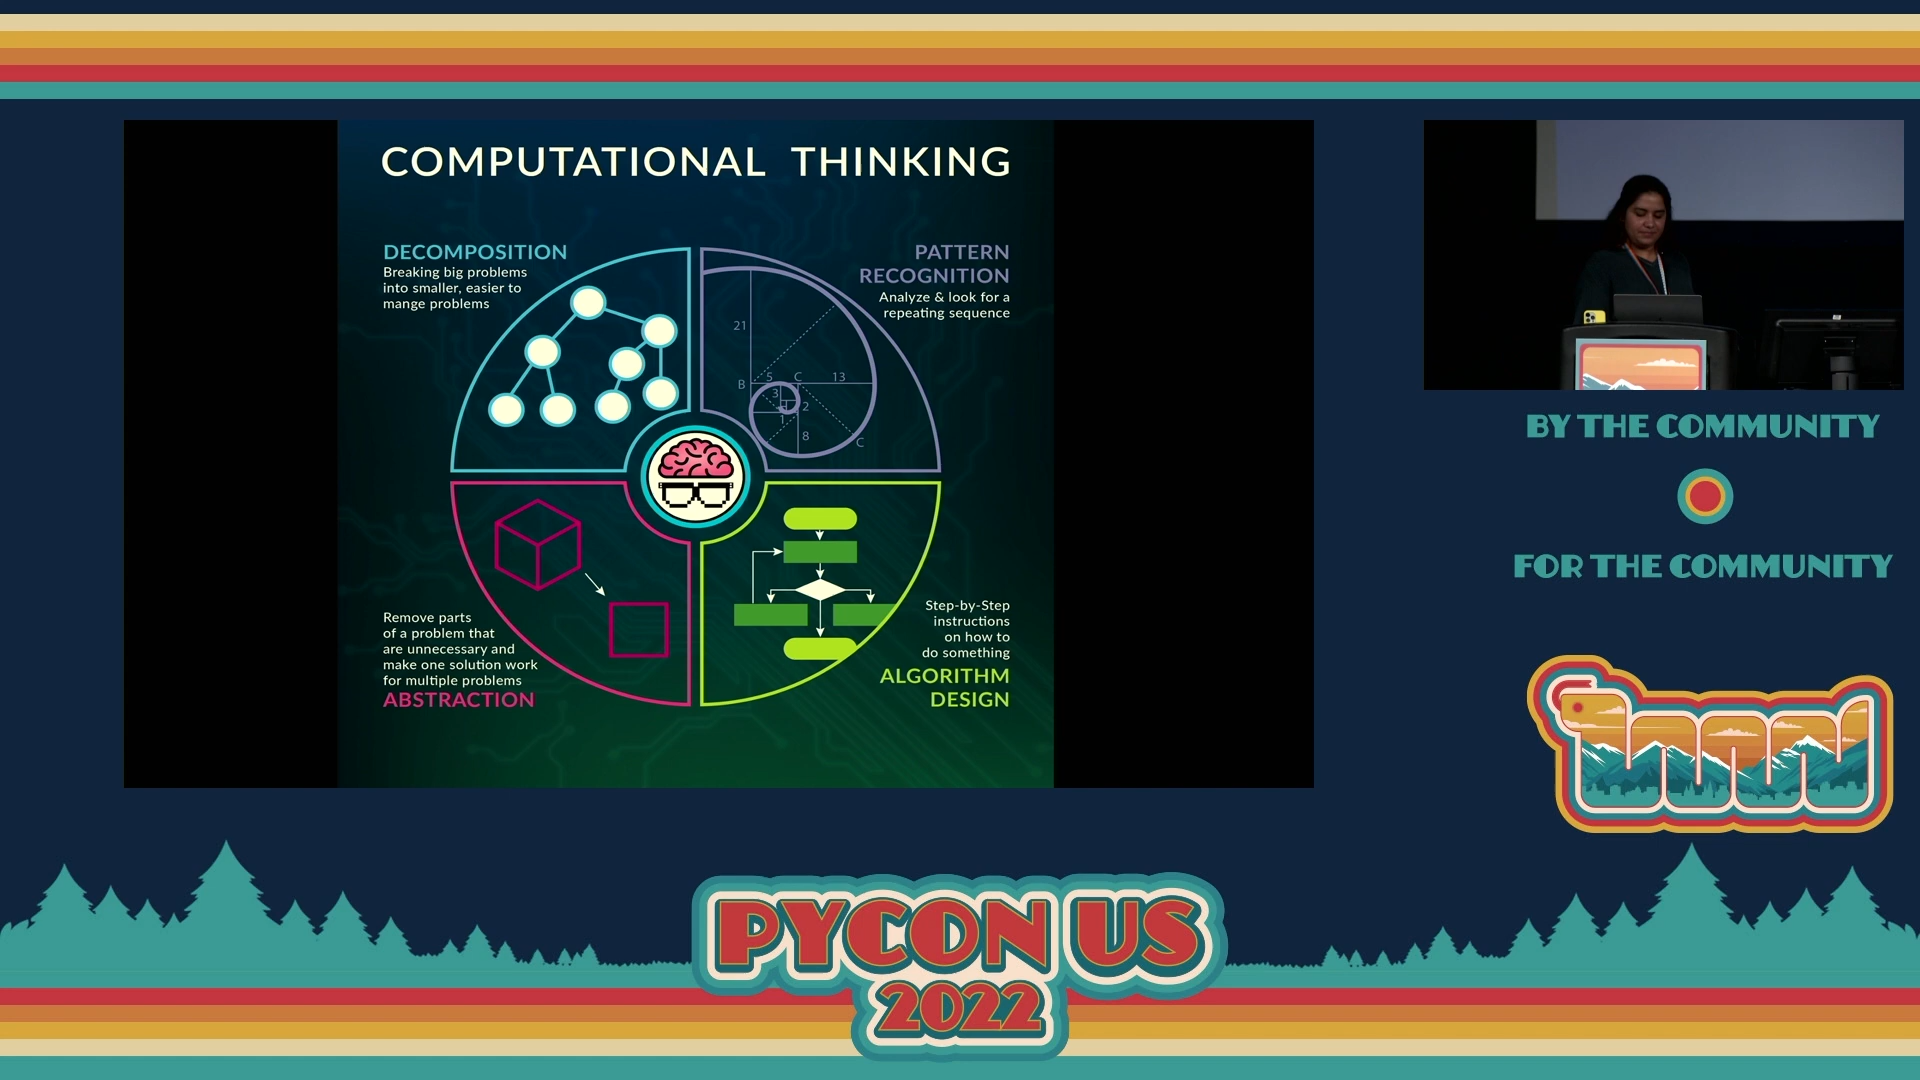 COMPUTATIONAL THINKING
DECOMPOSITION
Breaking big problems
into smaller, easier to
mange problems
PATTERN
RECOGNITION
Analyze & look for a
repeating sequence
21
B
5
C
13
3
2
1
8
C
Remove parts
of a problem that
are unnecessary and
make one solution work
for multiple problems
ABSTRACTION
Step-by-Step
instructions
on how to
do something
ALGORITHM
DESIGN
BY THE COMMUNITY
FOR THE COMMUNITY
PYCON US
2022